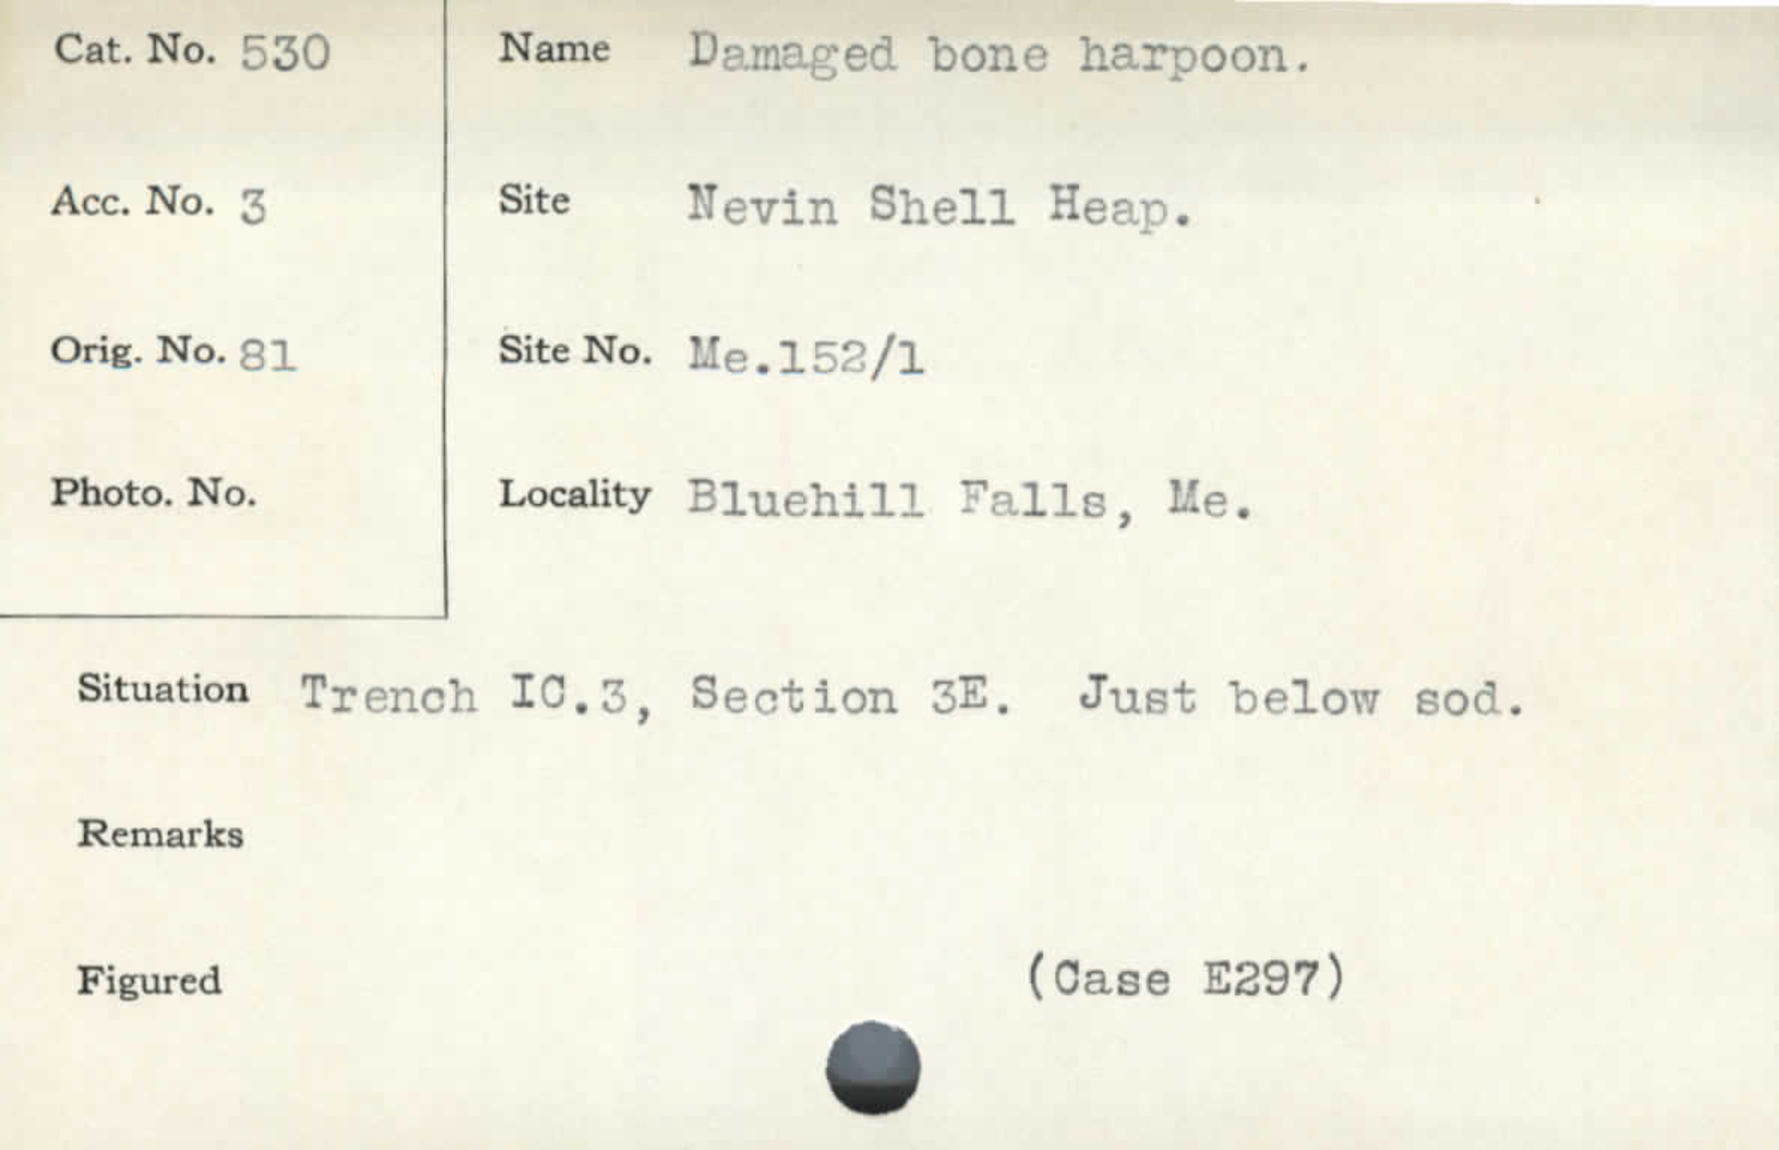 Cat. No. 530
Name Damaged bone harpoon.
Acc. No. 3
Site Nevin Shell Heap.
Orig. No. 81
Site No. Me.152/1
Photo. No.
Locality Bluehill Falls, Me.
Situation Trench IC.3, Section 3E. Just below sod.
Remarks
Figured
(Case E297)